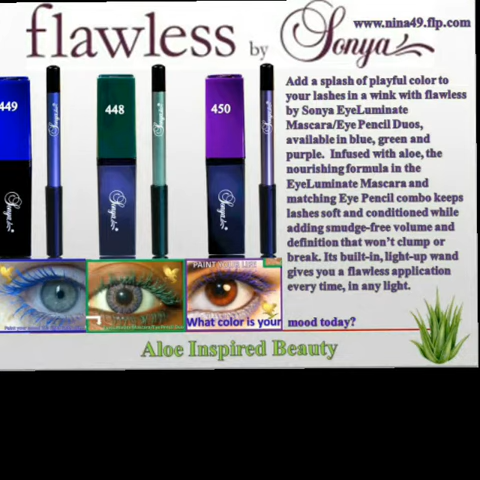 flawless by Sonya
www.nina49.flp.com
449
448
450
Sonya
Sonya
Add a splash of playful color to
your lashes in a wink with flawless
by Sonya EyeLuminate
Mascara/Eye Pencil Duos,
available in blue, green and
purple. Infused with aloe, the
nourishing formula in the
EyeLuminate Mascara and
matching Eye Pencil combo keeps
lashes soft and conditioned while
adding smudge-free volume and
definition that won't clump or
break. Its built-in, light-up wand
gives you a flawless application
every time, in any light.
PAINT YOUR
What color is your mood today?
Aloe Inspired Beauty